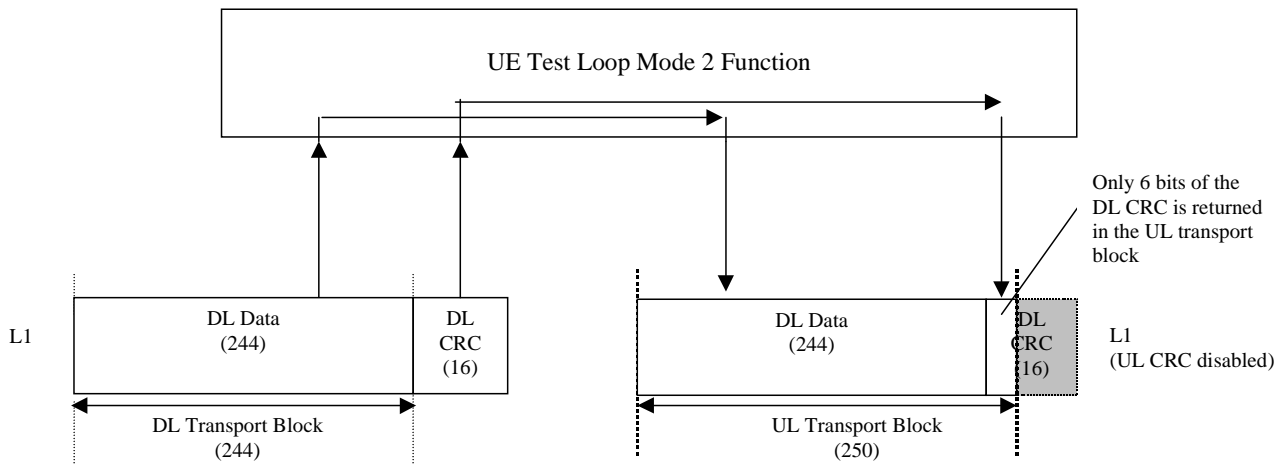 UE Test Loop Mode 2 Function
Only 6 bits of the
DL CRC is returned
in the UL transport
block
L1
DL Data
(244)
DL
CRC
(16)
DL Data
(244)
DL
CRC
(16)
L1
(UL CRC disabled)
DL Transport Block
(244)
UL Transport Block
(250)